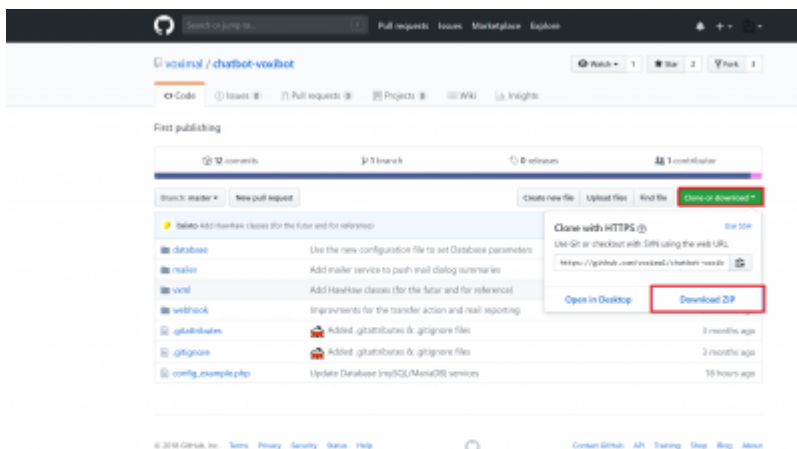 Search or jump to...
Pull requests Issues Marketplace Explore
voximal / chatbot-voxibot
Watch 1 Star 2 Fork 3
Code Issues 0 Pull requests 0 Projects 0 Wiki Insights
First publishing
12 commits 1 branch 0 releases 1 contributor
Branch: master New pull request Create new file Upload files Find file Clone or download
Add HawHaw classes (for the futur and for reference)
Clone with HTTPS Use SSH
Use Git or checkout with SVN using the web URL.
https://github.com/voximal/chatbot-voxib
Open in Desktop Download ZIP
database Use the new configuration file to set Database parameters
mailer Add mailer service to push mail dialog summaries
vxml Add HawHaw classes (for the futur and for reference)
webhook Improvments for the transfer action and mail reporting
.gitattributes Added .gitattributes & .gitignore files 3 months ago
.gitignore Added .gitattributes & .gitignore files 3 months ago
config_example.php Update Database (mySQL/MariaDB) services 18 hours ago
© 2018 GitHub, Inc. Terms Privacy Security Status Help Contact GitHub API Training Shop Blog About